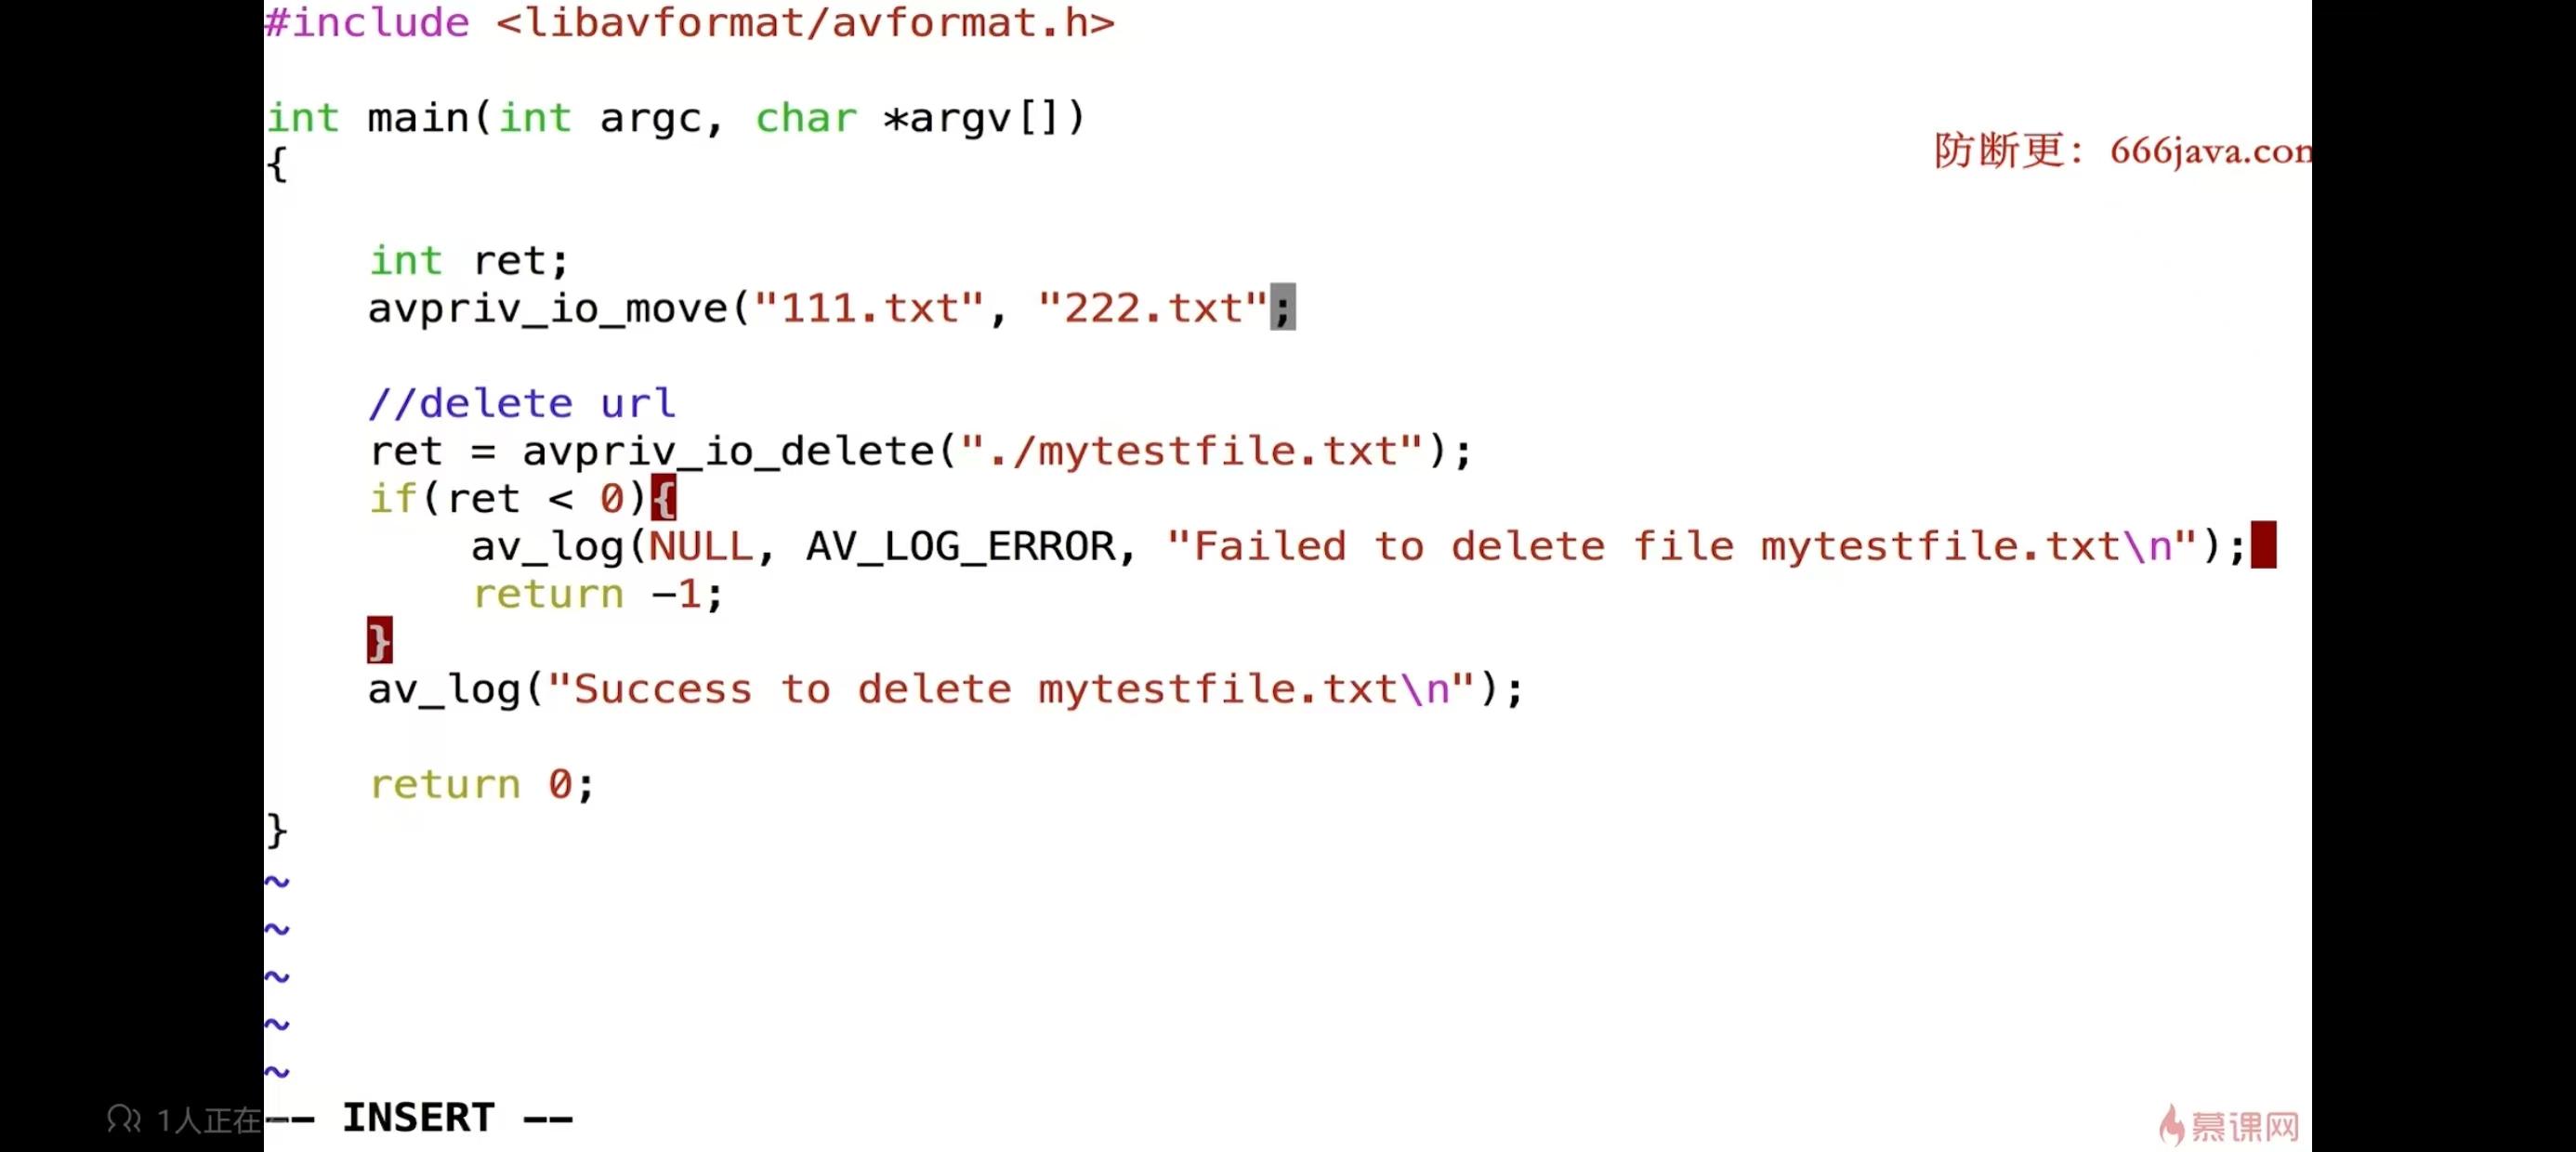 #include <libavformat/avformat.h>
int main(int argc, char *argv[])
防断更：666java.com
{
int ret;
avpriv_io_move("111.txt", "222.txt";
//delete url
ret = avpriv_io_delete("./mytestfile.txt");
if(ret < 0){
av_log(NULL, AV_LOG_ERROR, "Failed to delete file mytestfile.txt\n");
return -1;
}
av_log("Success to delete mytestfile.txt\n");
return 0;
}
~
~
~
~
~
-- INSERT --
1人正在
慕课网